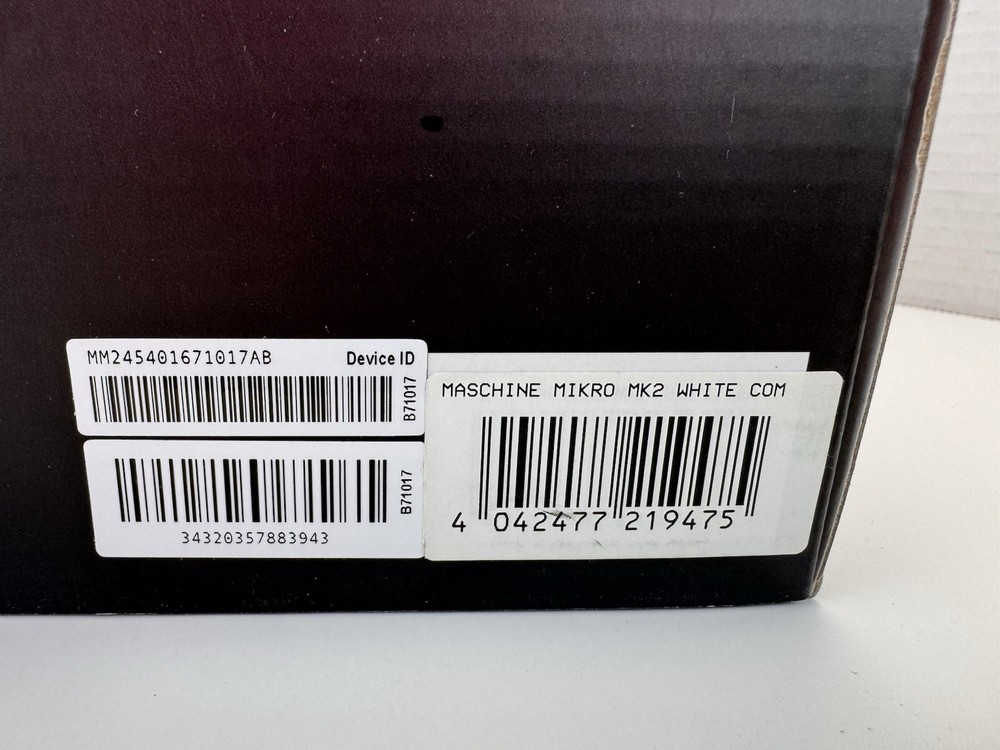 MM245401671017AB Device ID
B71017
B71017
34320357883943
MASCHINE MIKRO MK2 WHITE COM
4 042477 219475